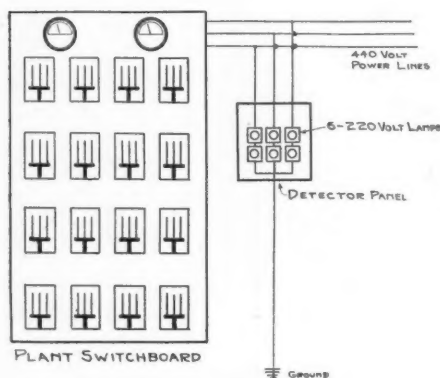 440 VOLT
POWER LINES
6-220 VOLT LAMPS
DETECTOR PANEL
PLANT SWITCHBOARD
GROUND